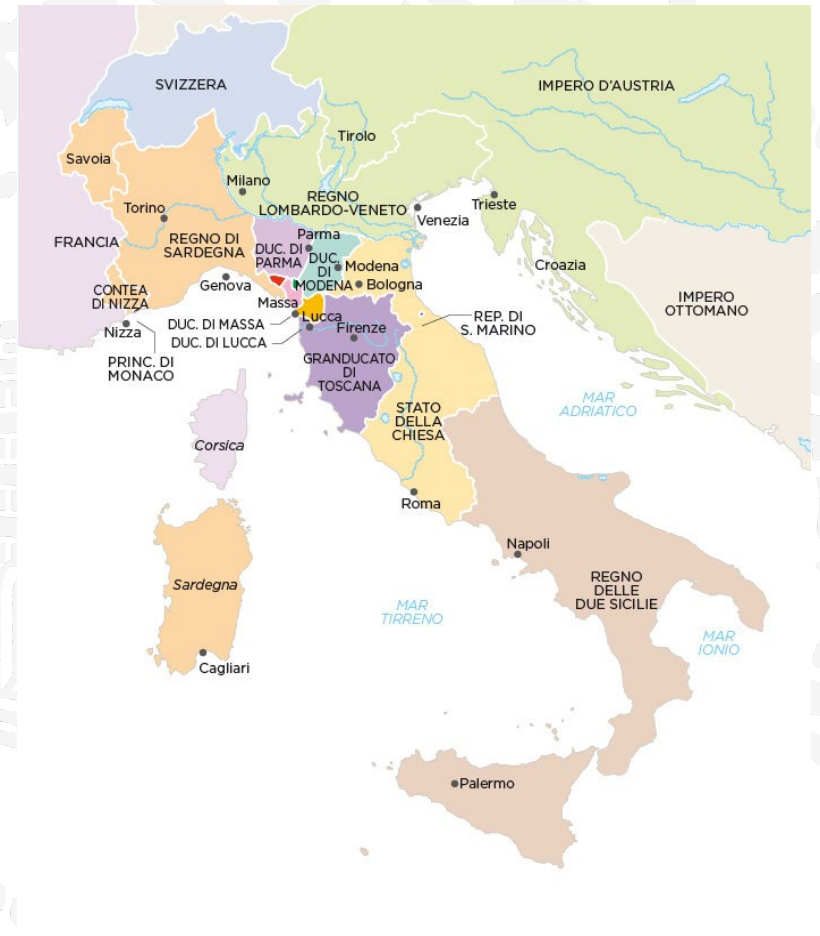 SVIZZERA
IMPERO D'AUSTRIA
Tirolo
Savoia
Milano
REGNO
LOMBARDO-VENETO
Torino
Venezia
Trieste
FRANCIA
REGNO DI
SARDEGNA
Parma
DUC. DI
PARMA
DUC.
DI
MODENA
Modena
Bologna
Croazia
IMPERO
OTTOMANO
CONTEA
DI NIZZA
Genova
Massa
Nizza
DUC. DI MASSA
DUC. DI LUCCA
Lucca
Firenze
REP. DI
S. MARINO
PRINC. DI
MONACO
GRANDUCATO
DI
TOSCANA
MAR
ADRIATICO
STATO
DELLA
CHIESA
Corsica
Roma
Napoli
REGNO
DELLE
DUE SICILIE
Sardegna
MAR
TIRRENO
MAR
IONIO
Cagliari
Palermo